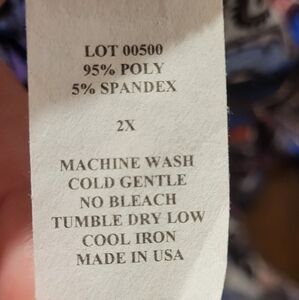 LOT 00500
95% POLY
5% SPANDEX
2X
MACHINE WASH
COLD GENTLE
NO BLEACH
TUMBLE DRY LOW
COOL IRON
MADE IN USA